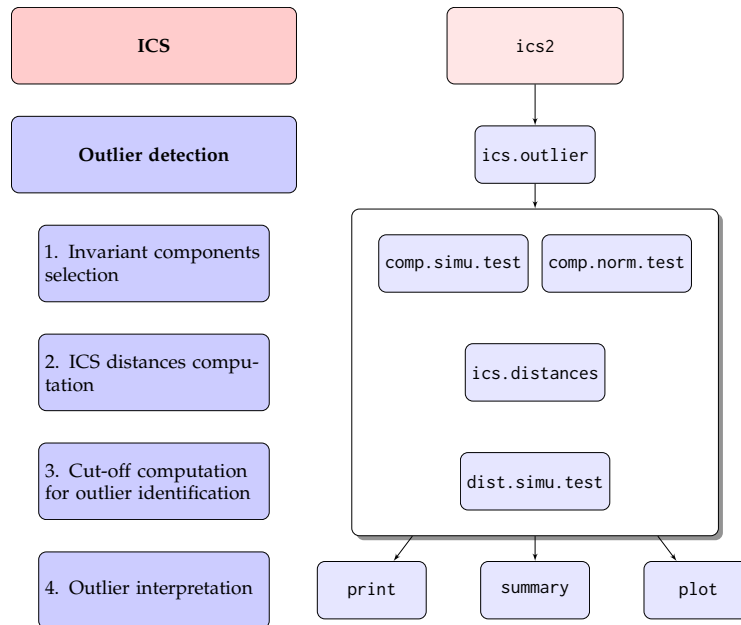 ICS
ics2
Outlier detection
ics.outlier
1. Invariant components
selection
comp.simu.test
comp.norm.test
2. ICS distances compu-
tation
ics.distances
3. Cut-off computation
for outlier identification
dist.simu.test
4. Outlier interpretation
print
summary
plot